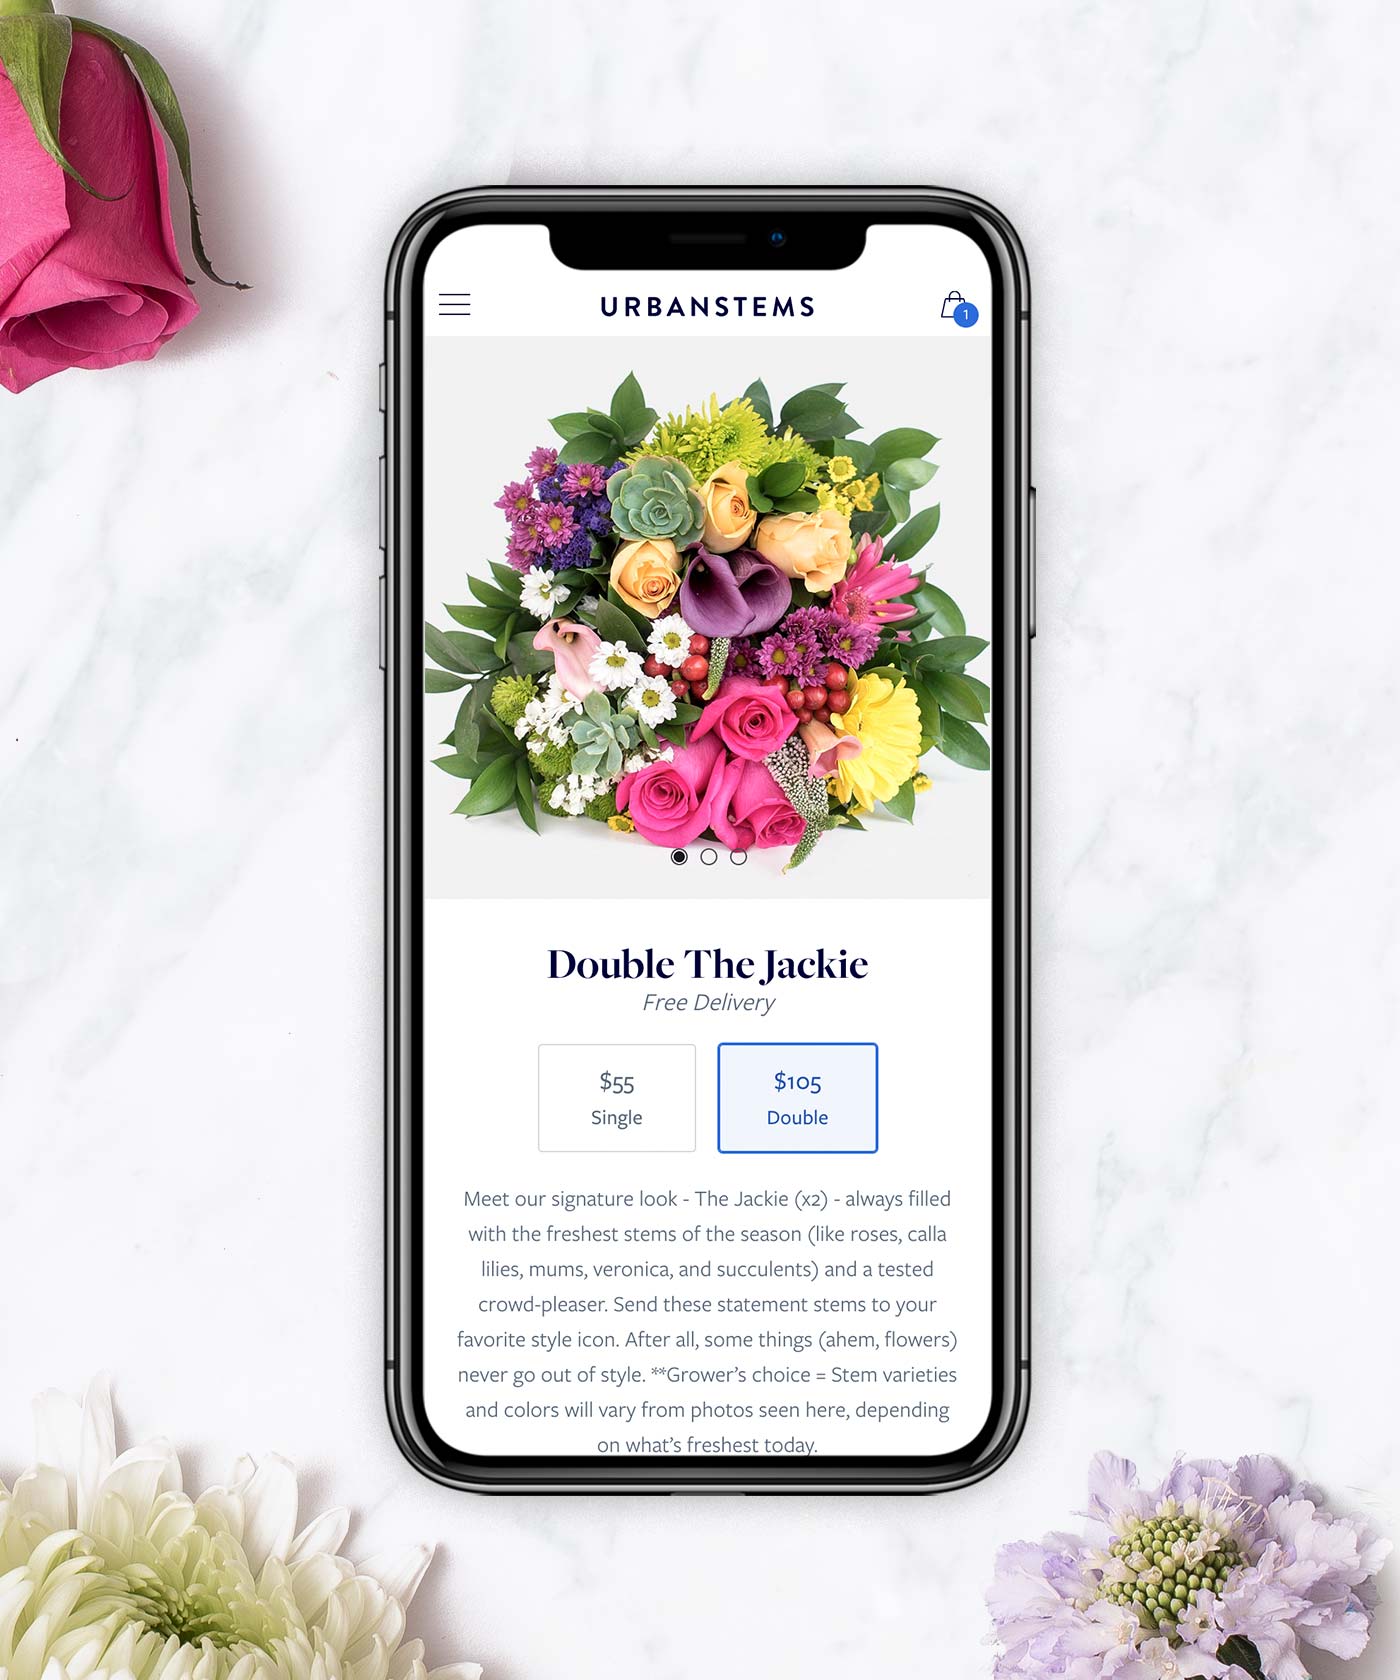 URBANSTEMS
1
Double The Jackie
Free Delivery
$55
Single
$105
Double
Meet our signature look - The Jackie (x2) - always filled
with the freshest stems of the season (like roses, calla
lilies, mums, veronica, and succulents) and a tested
crowd-pleaser. Send these statement stems to your
favorite style icon. After all, some things (ahem, flowers)
never go out of style. **Grower’s choice = Stem varieties
and colors will vary from photos seen here, depending
on what’s freshest today.